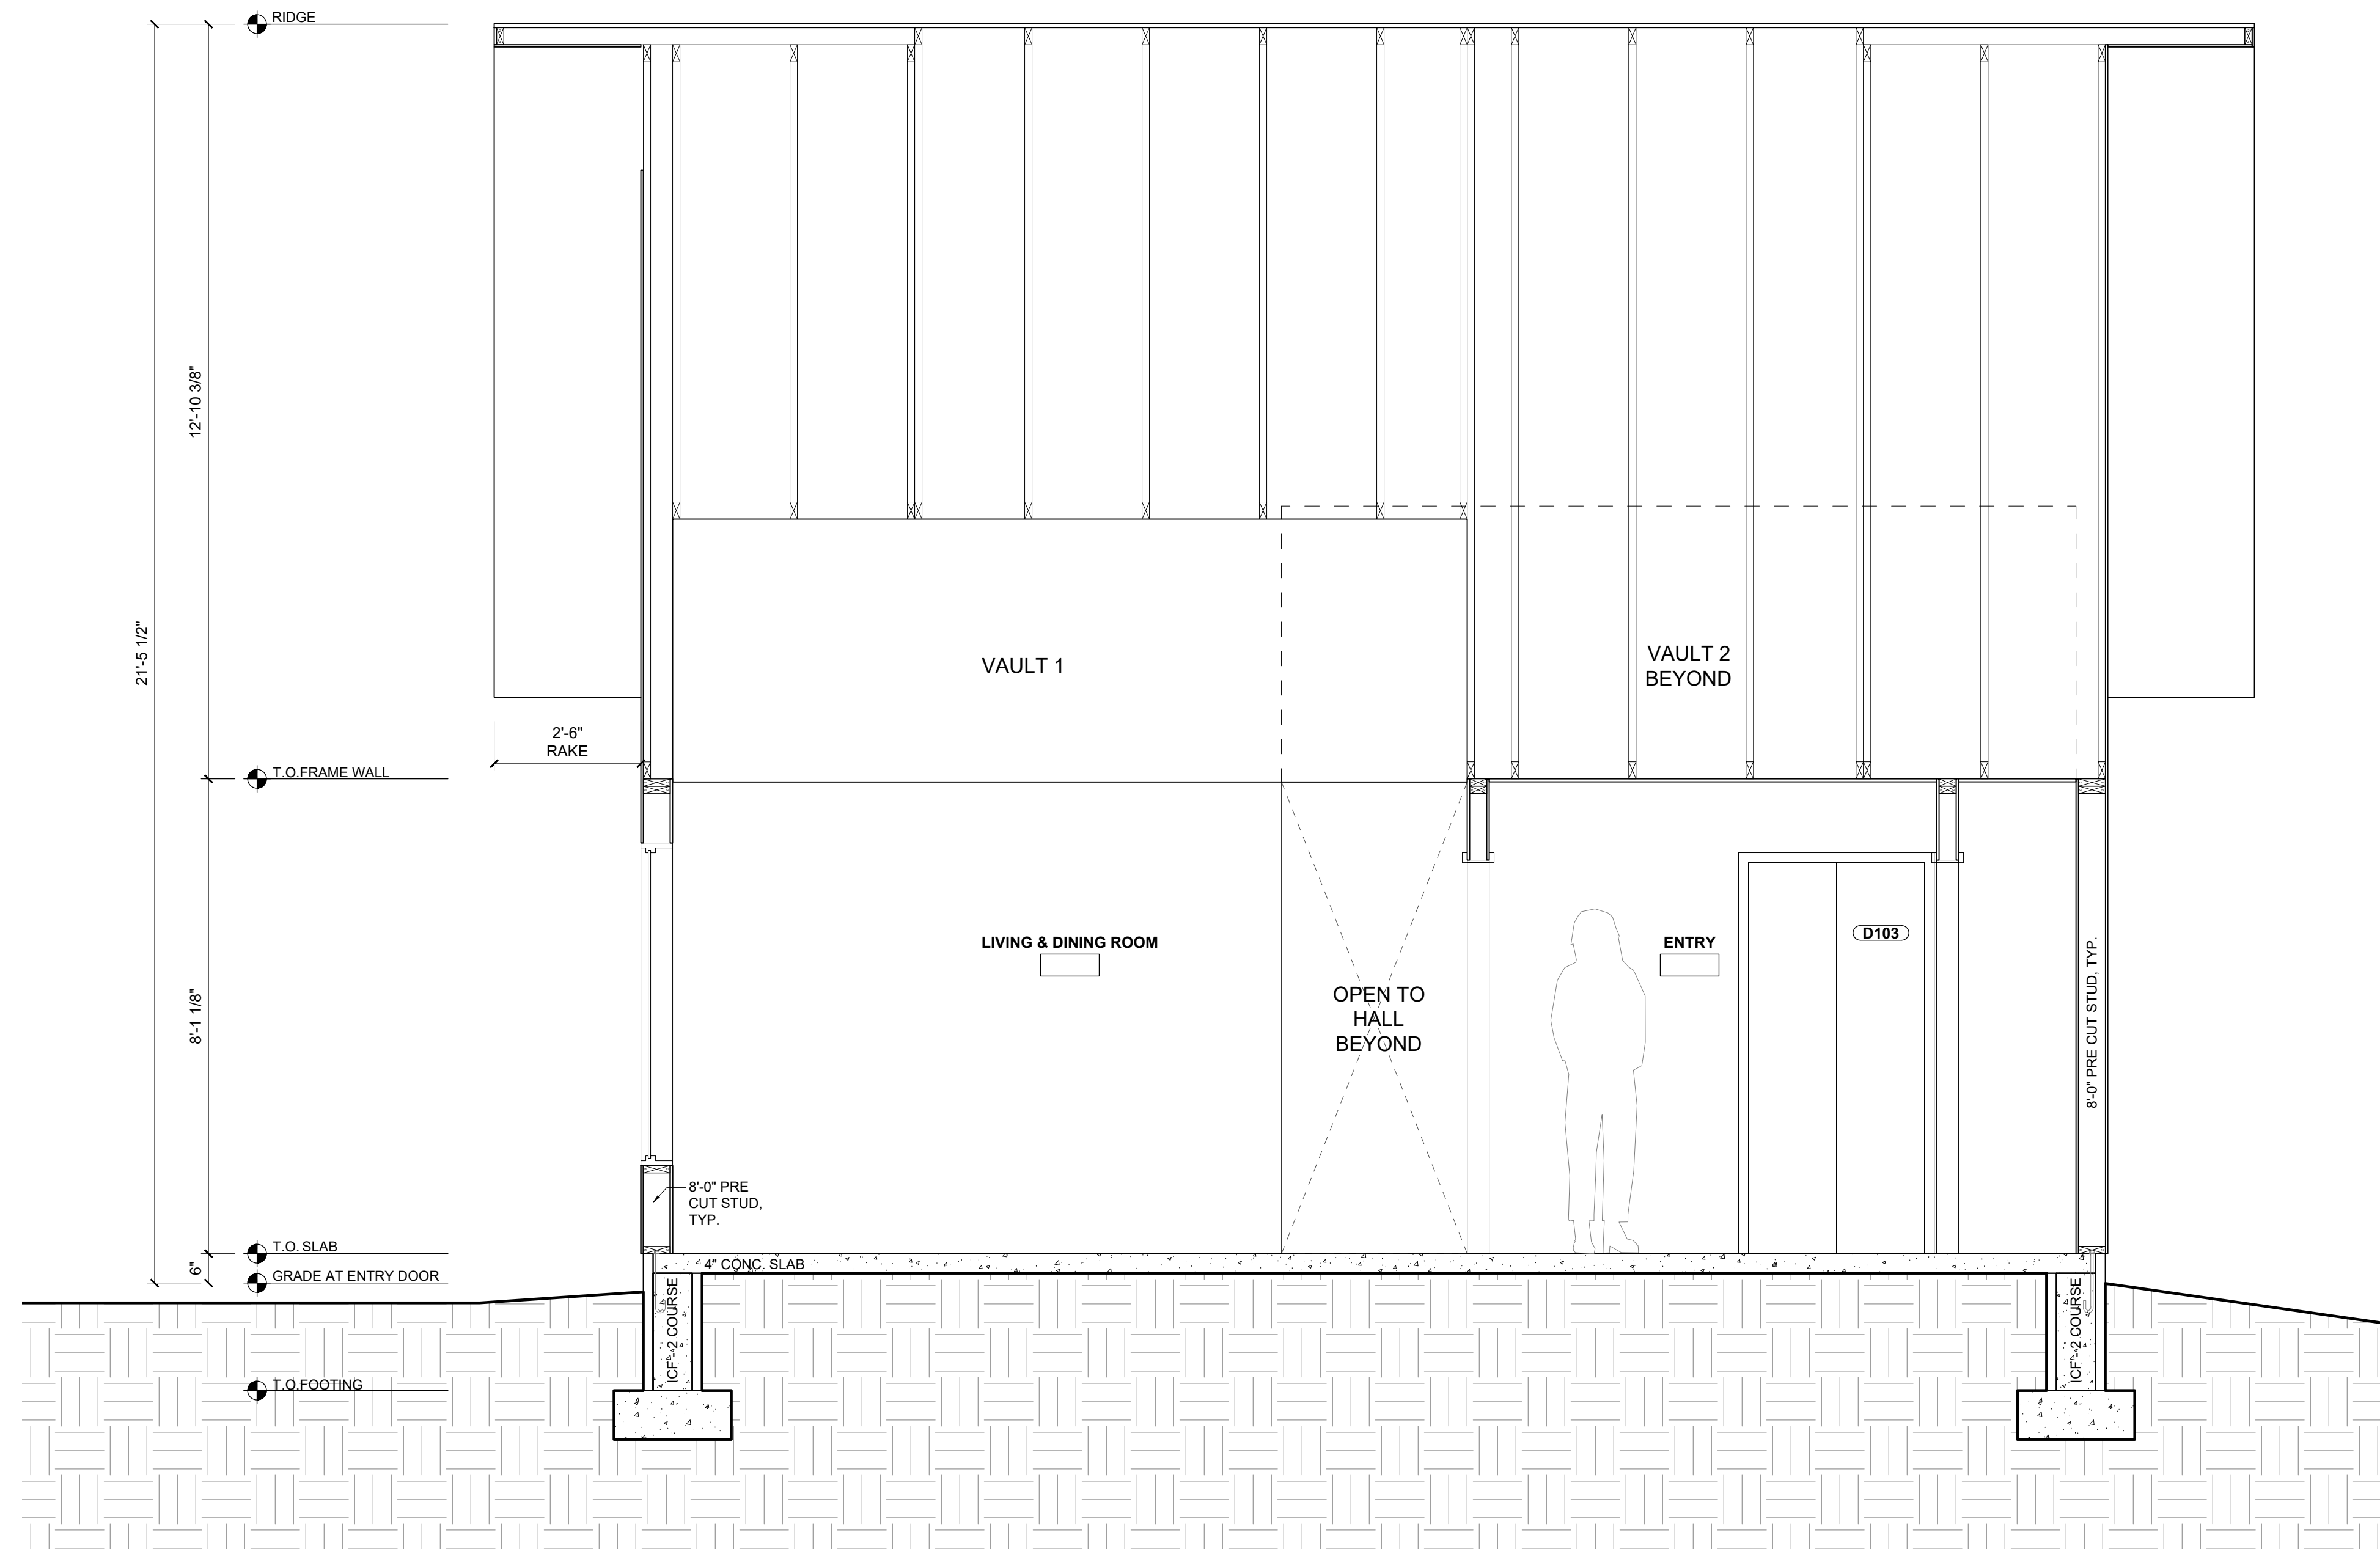 RIDGE
12'-10 3/8"
21'-5 1/2"
VAULT 1
VAULT 2
BEYOND
2'-6"
RAKE
T.O.FRAME WALL
LIVING & DINING ROOM
ENTRY
D103
OPEN TO
HALL
BEYOND
8'-1 1/8"
8'-0" PRE CUT STUD, TYP.
8'-0" PRE
CUT STUD,
TYP.
T.O. SLAB
4" CONC. SLAB
6"
GRADE AT ENTRY DOOR
ICF - 2 COURSE
ICF - 2 COURSE
T.O.FOOTING